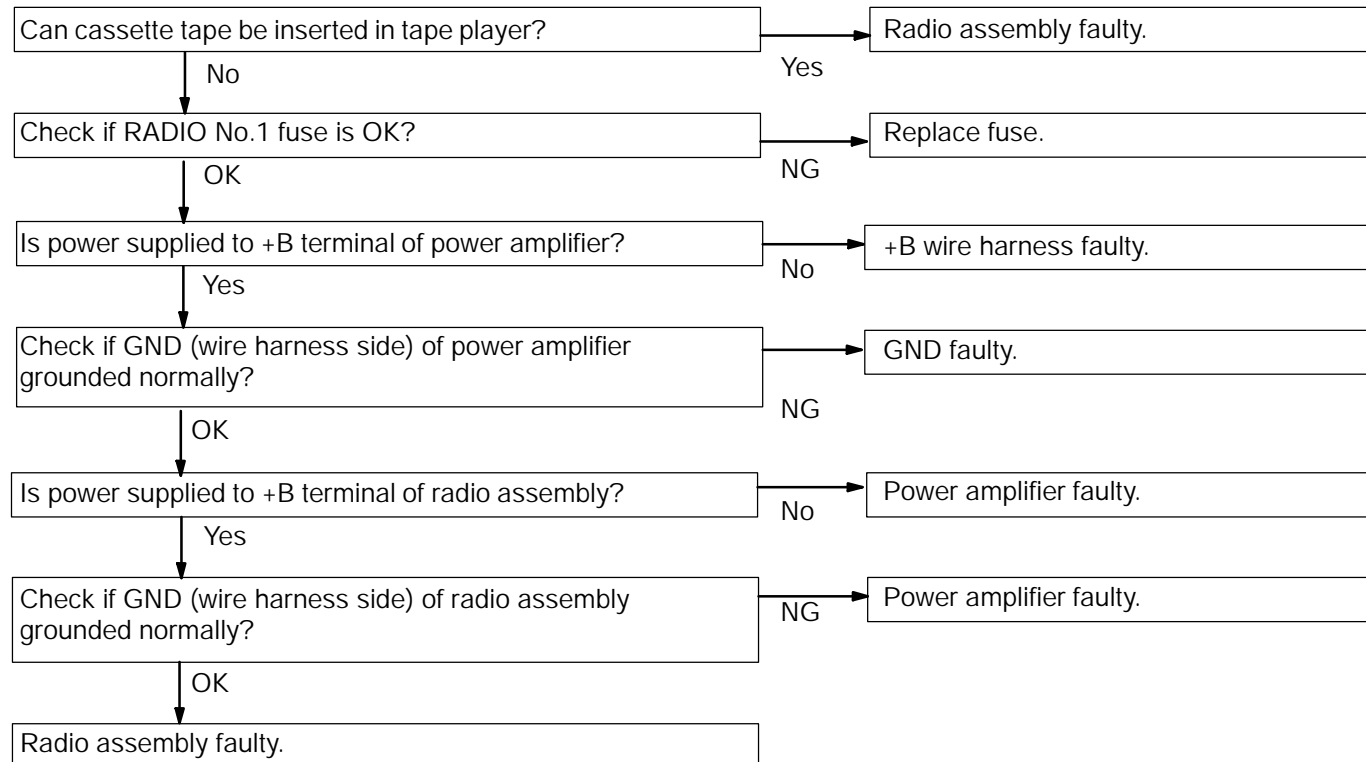 Can cassette tape be inserted in tape player?
Radio assembly faulty.
Yes
No
Check if RADIO No.1 fuse is OK?
Replace fuse.
NG
OK
Is power supplied to +B terminal of power amplifier?
+B wire harness faulty.
No
Yes
Check if GND (wire harness side) of power amplifier
grounded normally?
GND faulty.
NG
OK
Is power supplied to +B terminal of radio assembly?
Power amplifier faulty.
No
Yes
Check if GND (wire harness side) of radio assembly
grounded normally?
Power amplifier faulty.
NG
OK
Radio assembly faulty.